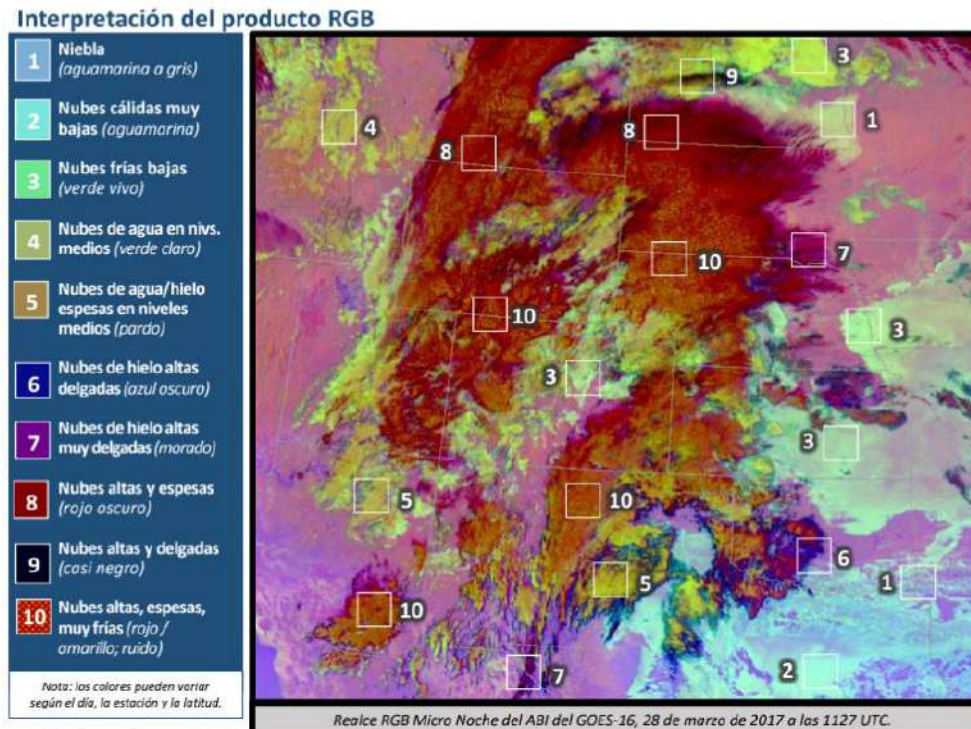 Interpretación del producto RGB
1
Niebla
(aguamarina a gris)
2
Nubes cálidas muy
bajas (aguamarina)
3
Nubes frías bajas
(verde vivo)
4
Nubes de agua en nivs.
medios (verde claro)
5
Nubes de agua/hielo
espesas en niveles
medios (pardo)
6
Nubes de hielo altas
delgadas (azul oscuro)
7
Nubes de hielo altas
muy delgadas (morado)
8
Nubes altas y espesas
(rojo oscuro)
9
Nubes altas y delgadas
(casi negro)
10
Nubes altas, espesas,
muy frías (rojo /
amarillo; ruido)
Nota: los colores pueden variar
según el día, la estación y la latitud.
3
9
4
8
8
1
10
7
10
3
3
3
5
10
5
6
1
10
7
2
Realce RGB Micro Noche del ABI del GOES-16, 28 de marzo de 2017 a las 1127 UTC.